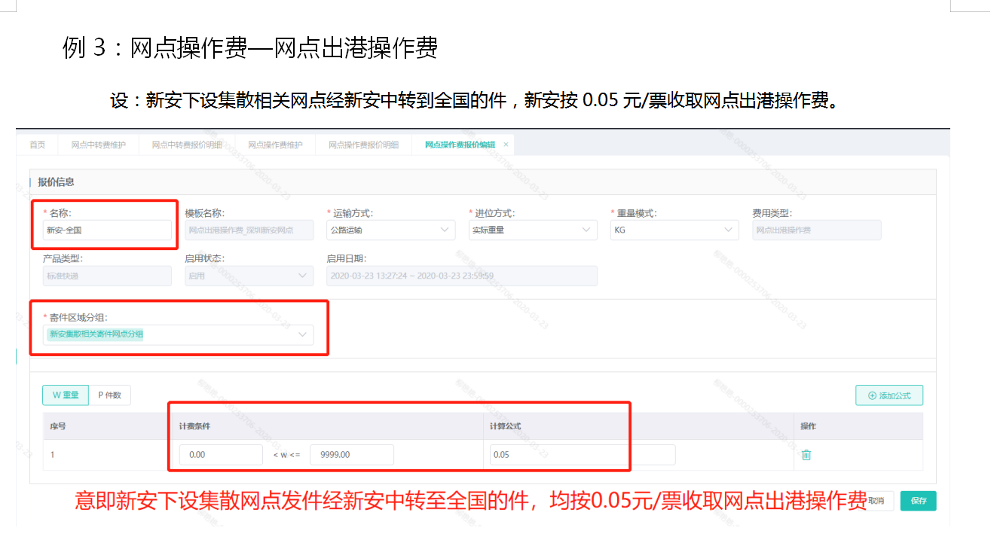 例 3：网点操作费—网点出港操作费
设：新安下设集散相关网点经新安中转到全国的件，新安按 0.05 元/票收取网点出港操作费。
首页 网点中转费维护 网点中转费报价明细 网点操作费维护 网点操作费报价明细 网点操作费报价编辑 ×
报价信息
* 名称: 模板名称: * 运输方式: * 进位方式: * 重量模式: 费用类型:
新安-全国 网点出港操作费_深圳新安网点 公路运输 实际重量 KG 网点出港操作费
产品类型: 启用状态: 启用日期:
标准快递 启用 2020-03-23 13:27:24 ~ 2020-03-23 23:59:59
* 寄件区域分组:
新安集散相关寄件网点分组
W 重量 P 件数 添加公式
序号 计费条件 计算公式 操作
1 0.00 < w <= 9999.00 0.05
意即新安下设集散网点发件经新安中转至全国的件，均按0.05元/票收取网点出港操作费
取消 保存